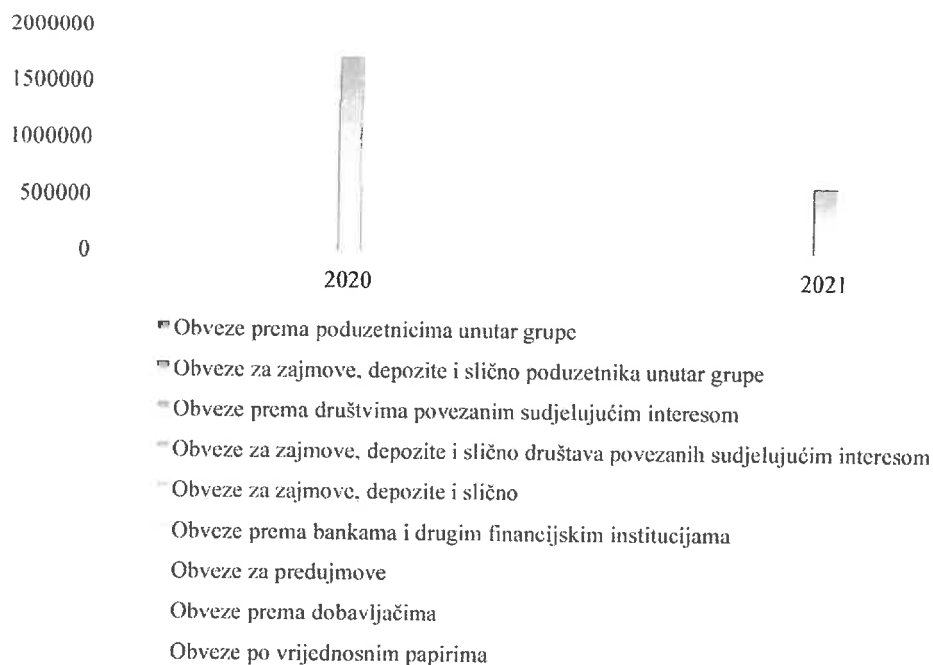 2000000
1500000
1000000
500000
0
2020
2021
Obveze prema poduzetnicima unutar grupe
Obveze za zajmove, depozite i slično poduzetnika unutar grupe
Obveze prema društvima povezanim sudjelujućim interesom
Obveze za zajmove, depozite i slično društava povezanih sudjelujućim interesom
Obveze za zajmove, depozite i slično
Obveze prema bankama i drugim financijskim institucijama
Obveze za predujmove
Obveze prema dobavljačima
Obveze po vrijednosnim papirima